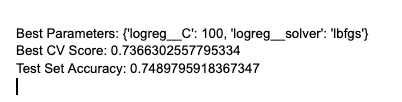 Best Parameters: {'logreg__C': 100, 'logreg__solver': 'lbfgs'}
Best CV Score: 0.7366302557795334
Test Set Accuracy: 0.7489795918367347